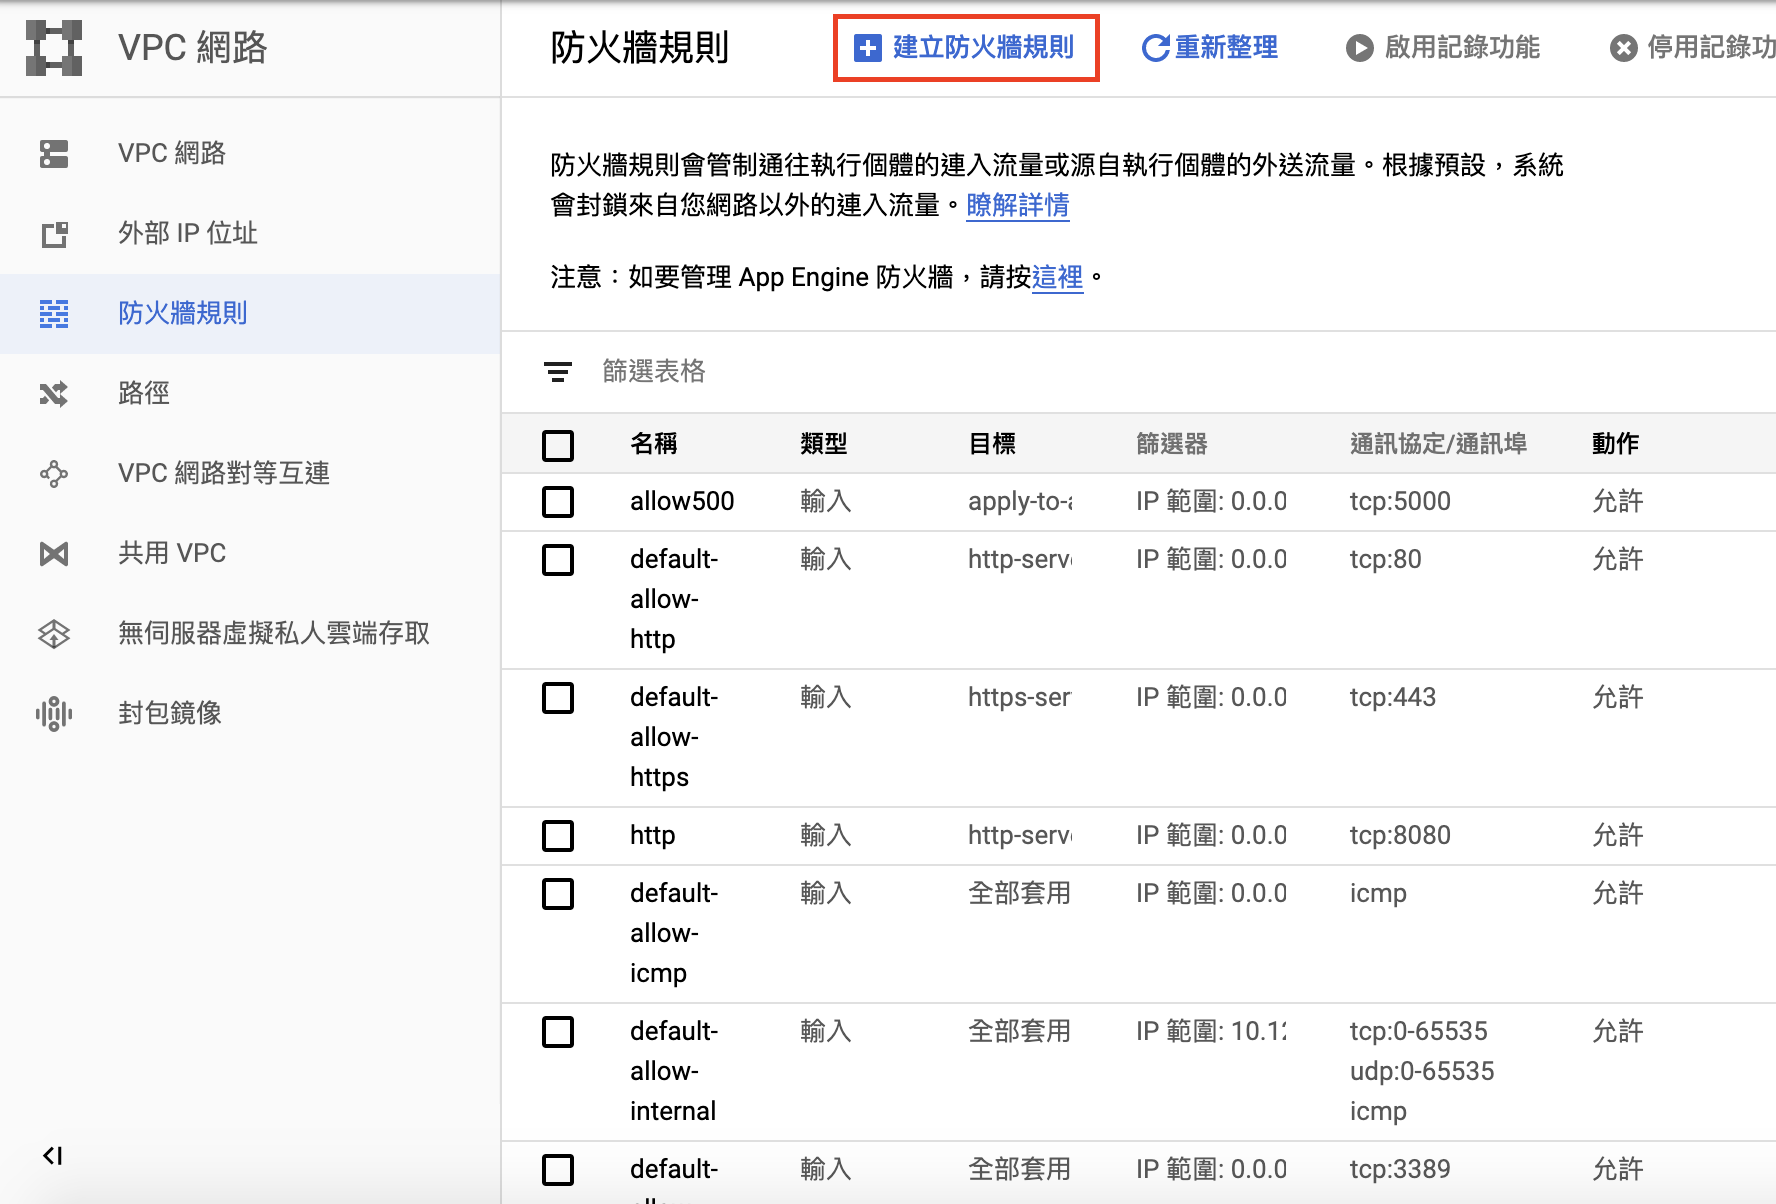 VPC 網路
防火牆規則
建立防火牆規則
重新整理
啟用記錄功能
停用記錄功
VPC 網路
外部 IP 位址
防火牆規則
路徑
VPC 網路對等互連
共用 VPC
無伺服器虛擬私人雲端存取
封包鏡像
防火牆規則會管制通往執行個體的連入流量或源自執行個體的外送流量。根據預設，系統
會封鎖來自您網路以外的連入流量。瞭解詳情
注意：如要管理 App Engine 防火牆，請按這裡。
篩選表格
名稱 類型 目標 篩選器 通訊協定/通訊埠 動作
allow500 輸入 apply-to-a IP 範圍: 0.0.0 tcp:5000 允許
default- 輸入 http-serv IP 範圍: 0.0.0 tcp:80 允許
allow-
http
default- 輸入 https-ser IP 範圍: 0.0.0 tcp:443 允許
allow-
https
http 輸入 http-serv IP 範圍: 0.0.0 tcp:8080 允許
default- 輸入 全部套用 IP 範圍: 0.0.0 icmp 允許
allow-
icmp
default- 輸入 全部套用 IP 範圍: 10.12 tcp:0-65535 允許
allow- udp:0-65535
internal icmp
default- 輸入 全部套用 IP 範圍: 0.0.0 tcp:3389 允許